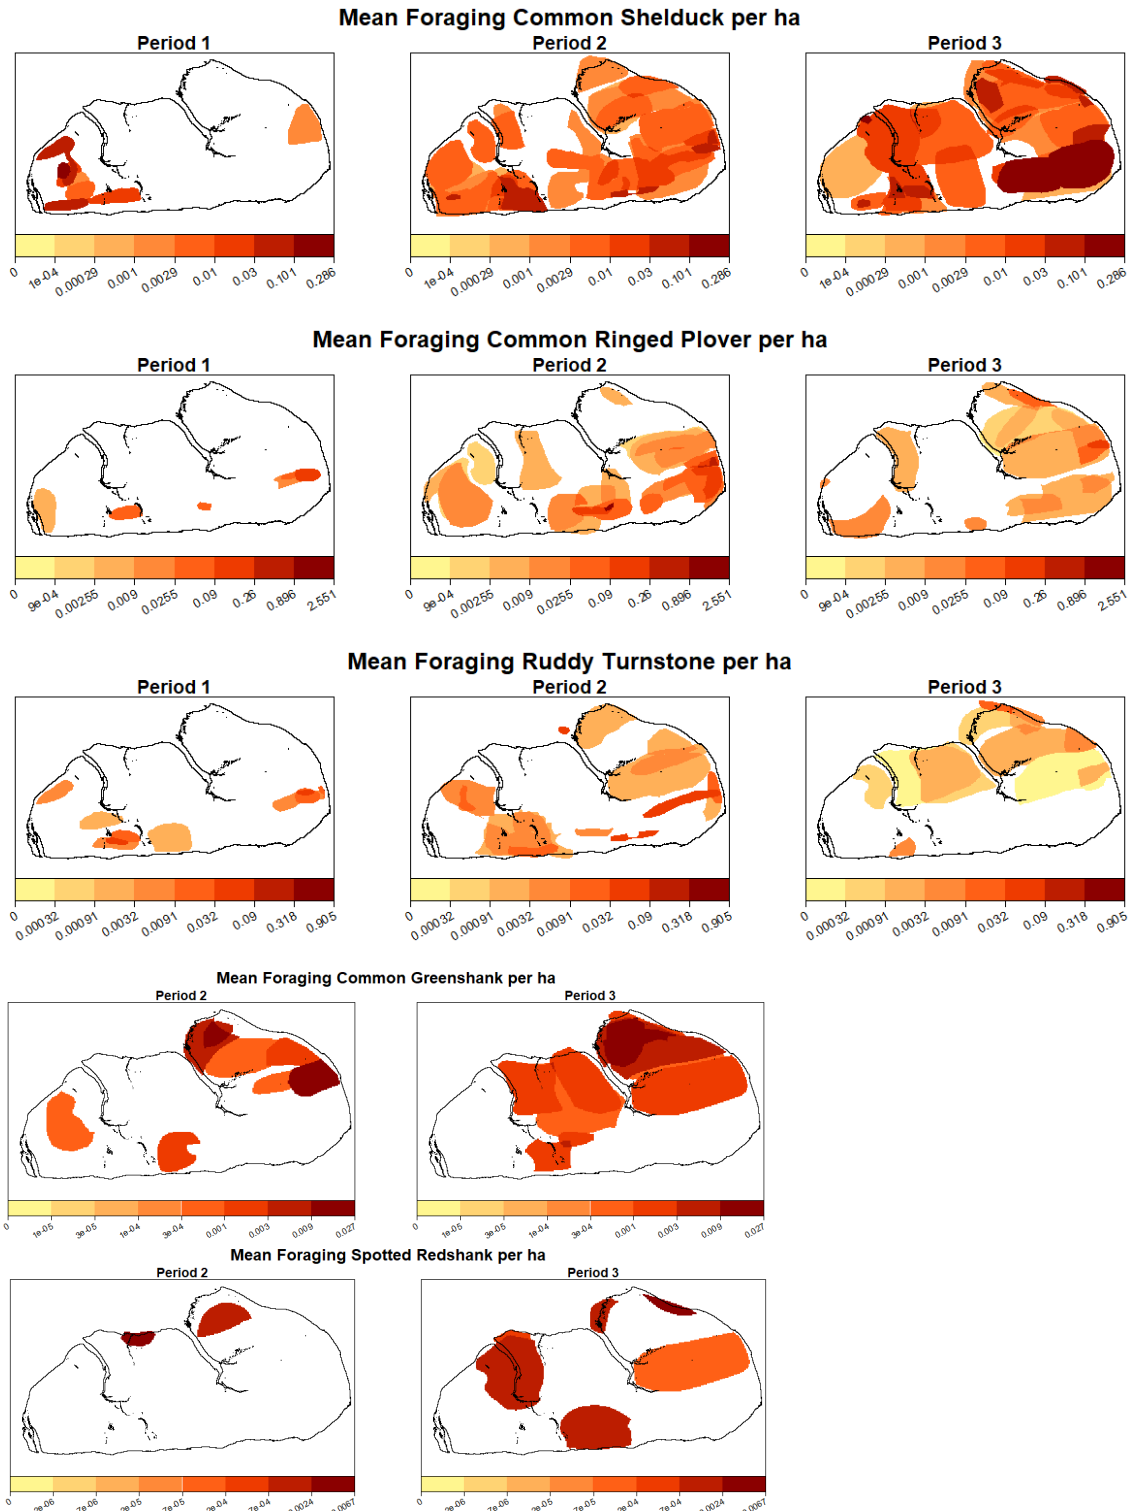 Mean Foraging Common Shelduck per ha
Period 1 Period 2 Period 3
0 1e-04 0.00029 0.001 0.0029 0.01 0.03 0.101 0.286 0 1e-04 0.00029 0.001 0.0029 0.01 0.03 0.101 0.286 0 1e-04 0.00029 0.001 0.0029 0.01 0.03 0.101 0.286
Mean Foraging Common Ringed Plover per ha
Period 1 Period 2 Period 3
0 9e-04 0.00255 0.009 0.0255 0.09 0.26 0.896 2.551 0 9e-04 0.00255 0.009 0.0255 0.09 0.26 0.896 2.551 0 9e-04 0.00255 0.009 0.0255 0.09 0.26 0.896 2.551
Mean Foraging Ruddy Turnstone per ha
Period 1 Period 2 Period 3
0 0.00032 0.00091 0.0032 0.0091 0.032 0.09 0.318 0.905 0 0.00032 0.00091 0.0032 0.0091 0.032 0.09 0.318 0.905 0 0.00032 0.00091 0.0032 0.0091 0.032 0.09 0.318 0.905
Mean Foraging Common Greenshank per ha
Period 2 Period 3
0 1e-05 3e-05 1e-04 3e-04 0.001 0.003 0.009 0.027 0 1e-05 3e-05 1e-04 3e-04 0.001 0.003 0.009 0.027
Mean Foraging Spotted Redshank per ha
Period 2 Period 3
0 0